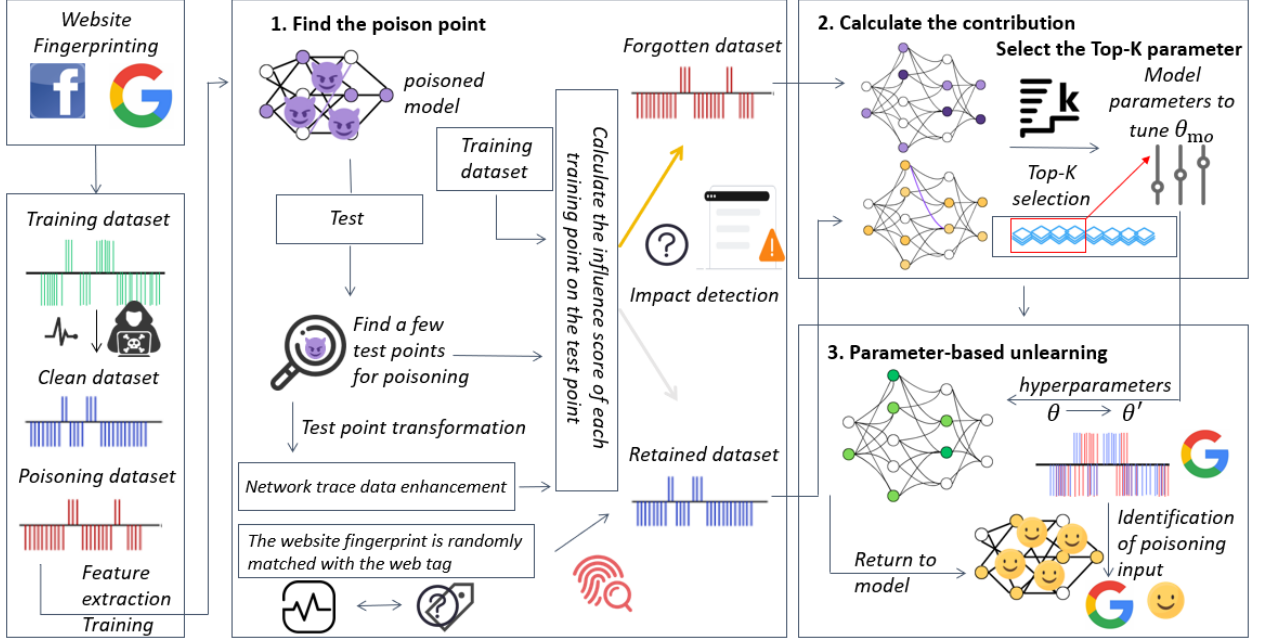 Website
Fingerprinting
f
G
Training dataset
Clean dataset
Poisoning dataset
Feature
extraction
Training
1. Find the poison point
poisoned
model
Training
dataset
Test
Find a few
test points
for poisoning
Test point transformation
Network trace data enhancement
The website fingerprint is randomly
matched with the web tag
?
Calculate the influence score of each
training point on the test point
Forgotten dataset
?
!
Impact detection
Retained dataset
2. Calculate the contribution
Select the Top-K parameter
k
Model
parameters to
tune θmo
Top-K
selection
3. Parameter-based unlearning
hyperparameters
θ → θ′
G
Identification
of poisoning
input
Return to
model
G